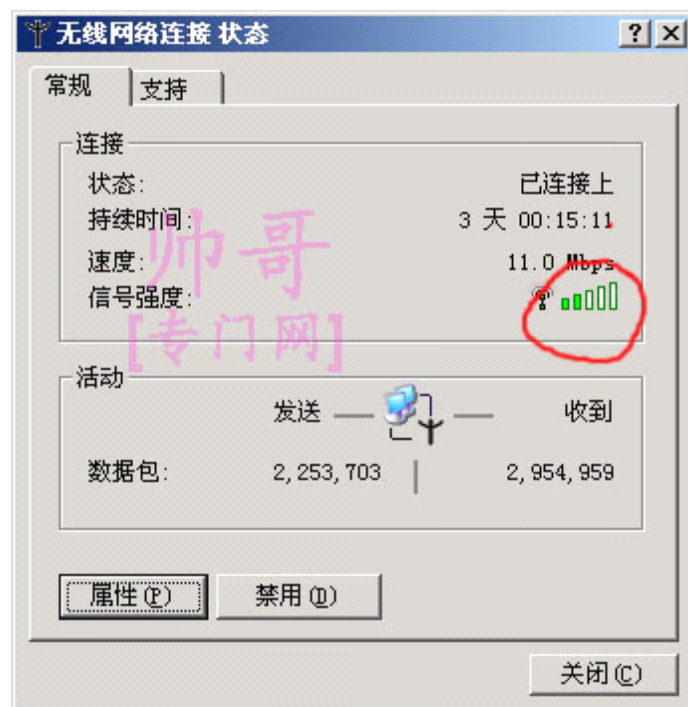 无线网络连接 状态
常规 支持
连接
状态: 已连接上
持续时间: 3 天 00:15:11
速度: 11.0 Mbps
信号强度:
帅哥
[专门网]
活动
发送 收到
数据包: 2,253,703 2,954,959
属性(P) 禁用(D)
关闭(C)